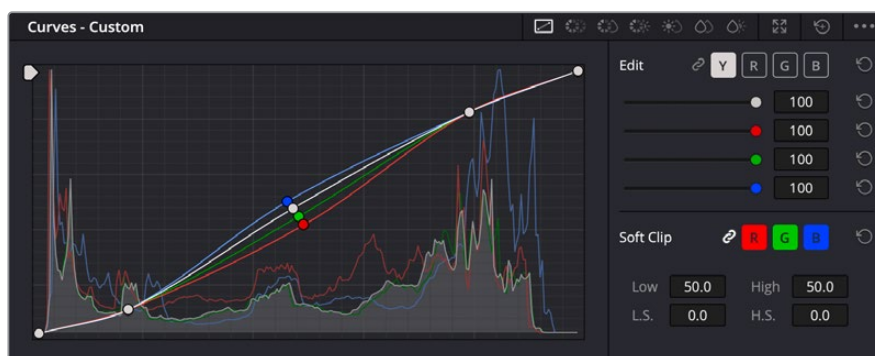 Curves - Custom
Edit Y R G B
100
100
100
100
Soft Clip R G B
Low 50.0 High 50.0
L.S. 0.0 H.S. 0.0